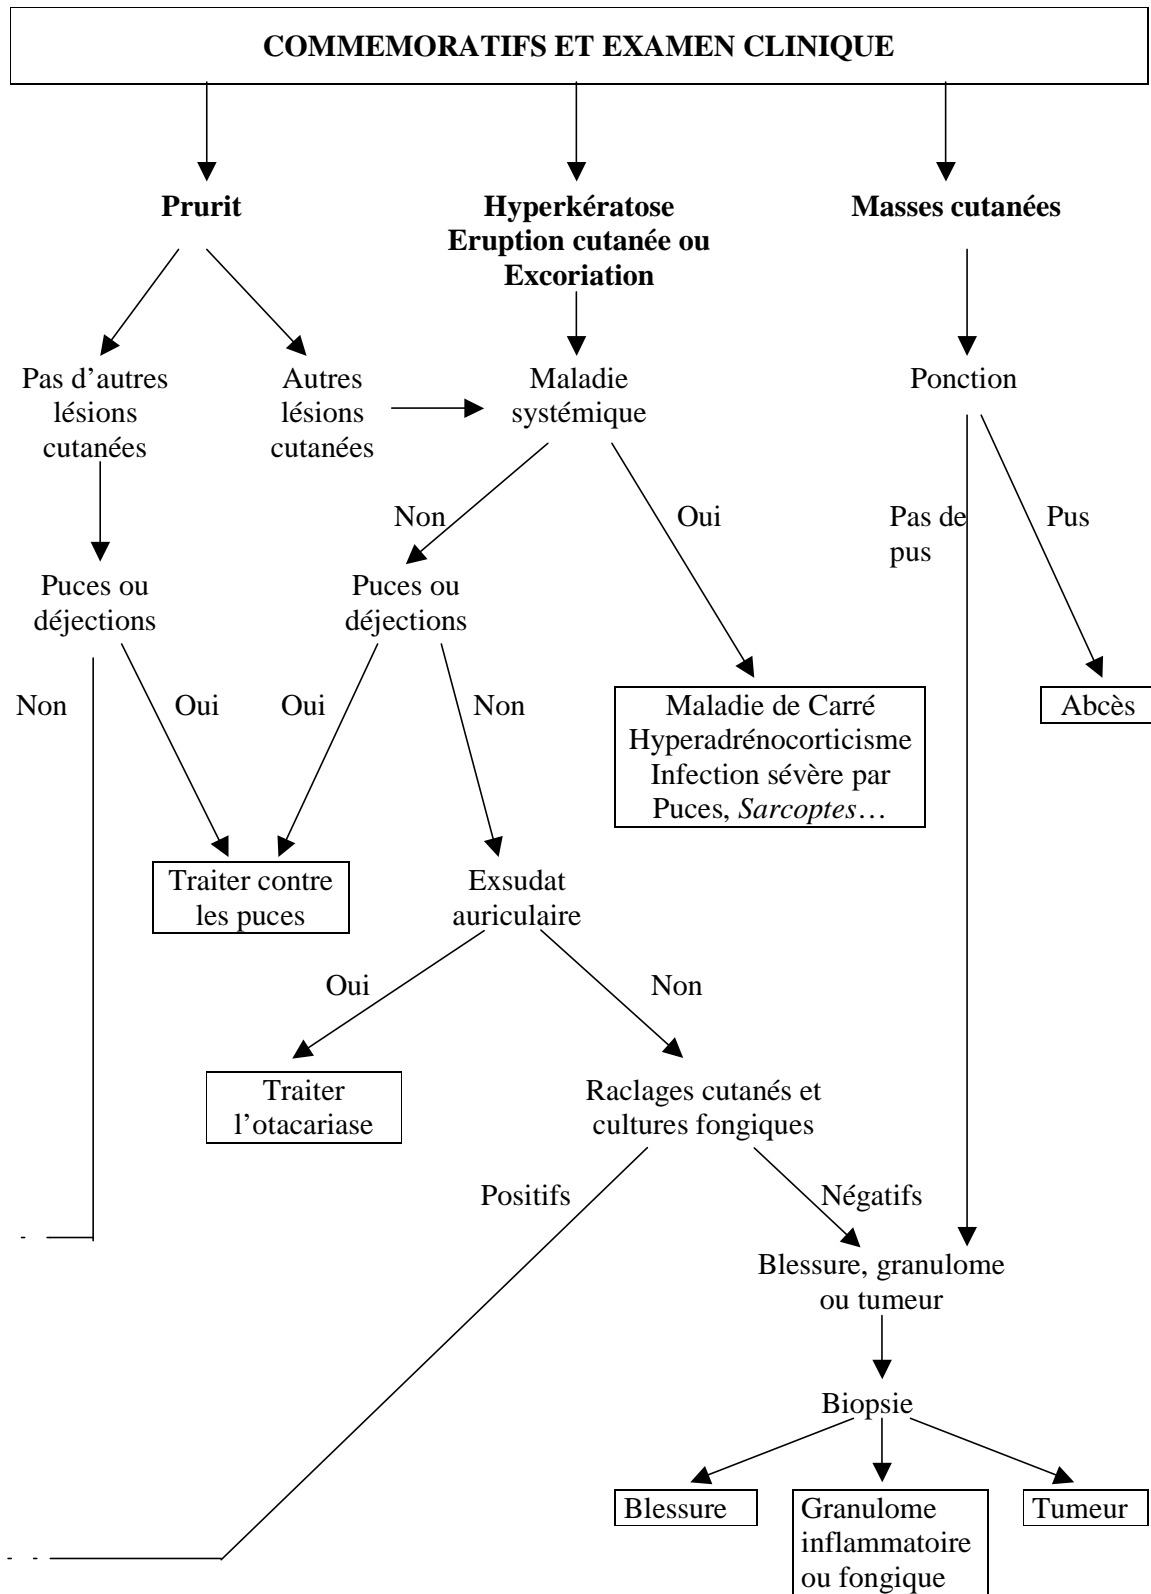 COMMEMORATIFS ET EXAMEN CLINIQUE
Prurit
Hyperkératose
Eruption cutanée ou
Excoriation
Masses cutanées
Pas d’autres
lésions
cutanées
Autres
lésions
cutanées
Maladie
systémique
Ponction
Non
Oui
Pas de
pus
Pus
Puces ou
déjections
Puces ou
déjections
Non
Oui
Oui
Non
Maladie de Carré
Hyperadrénocorticisme
Infection sévère par
Puces, Sarcoptes…
Abcès
Traiter contre
les puces
Exsudat
auriculaire
Oui
Non
Traiter
l’otacariase
Raclages cutanés et
cultures fongiques
Positifs
Négatifs
Blessure, granulome
ou tumeur
Biopsie
Blessure
Granulome
inflammatoire
ou fongique
Tumeur